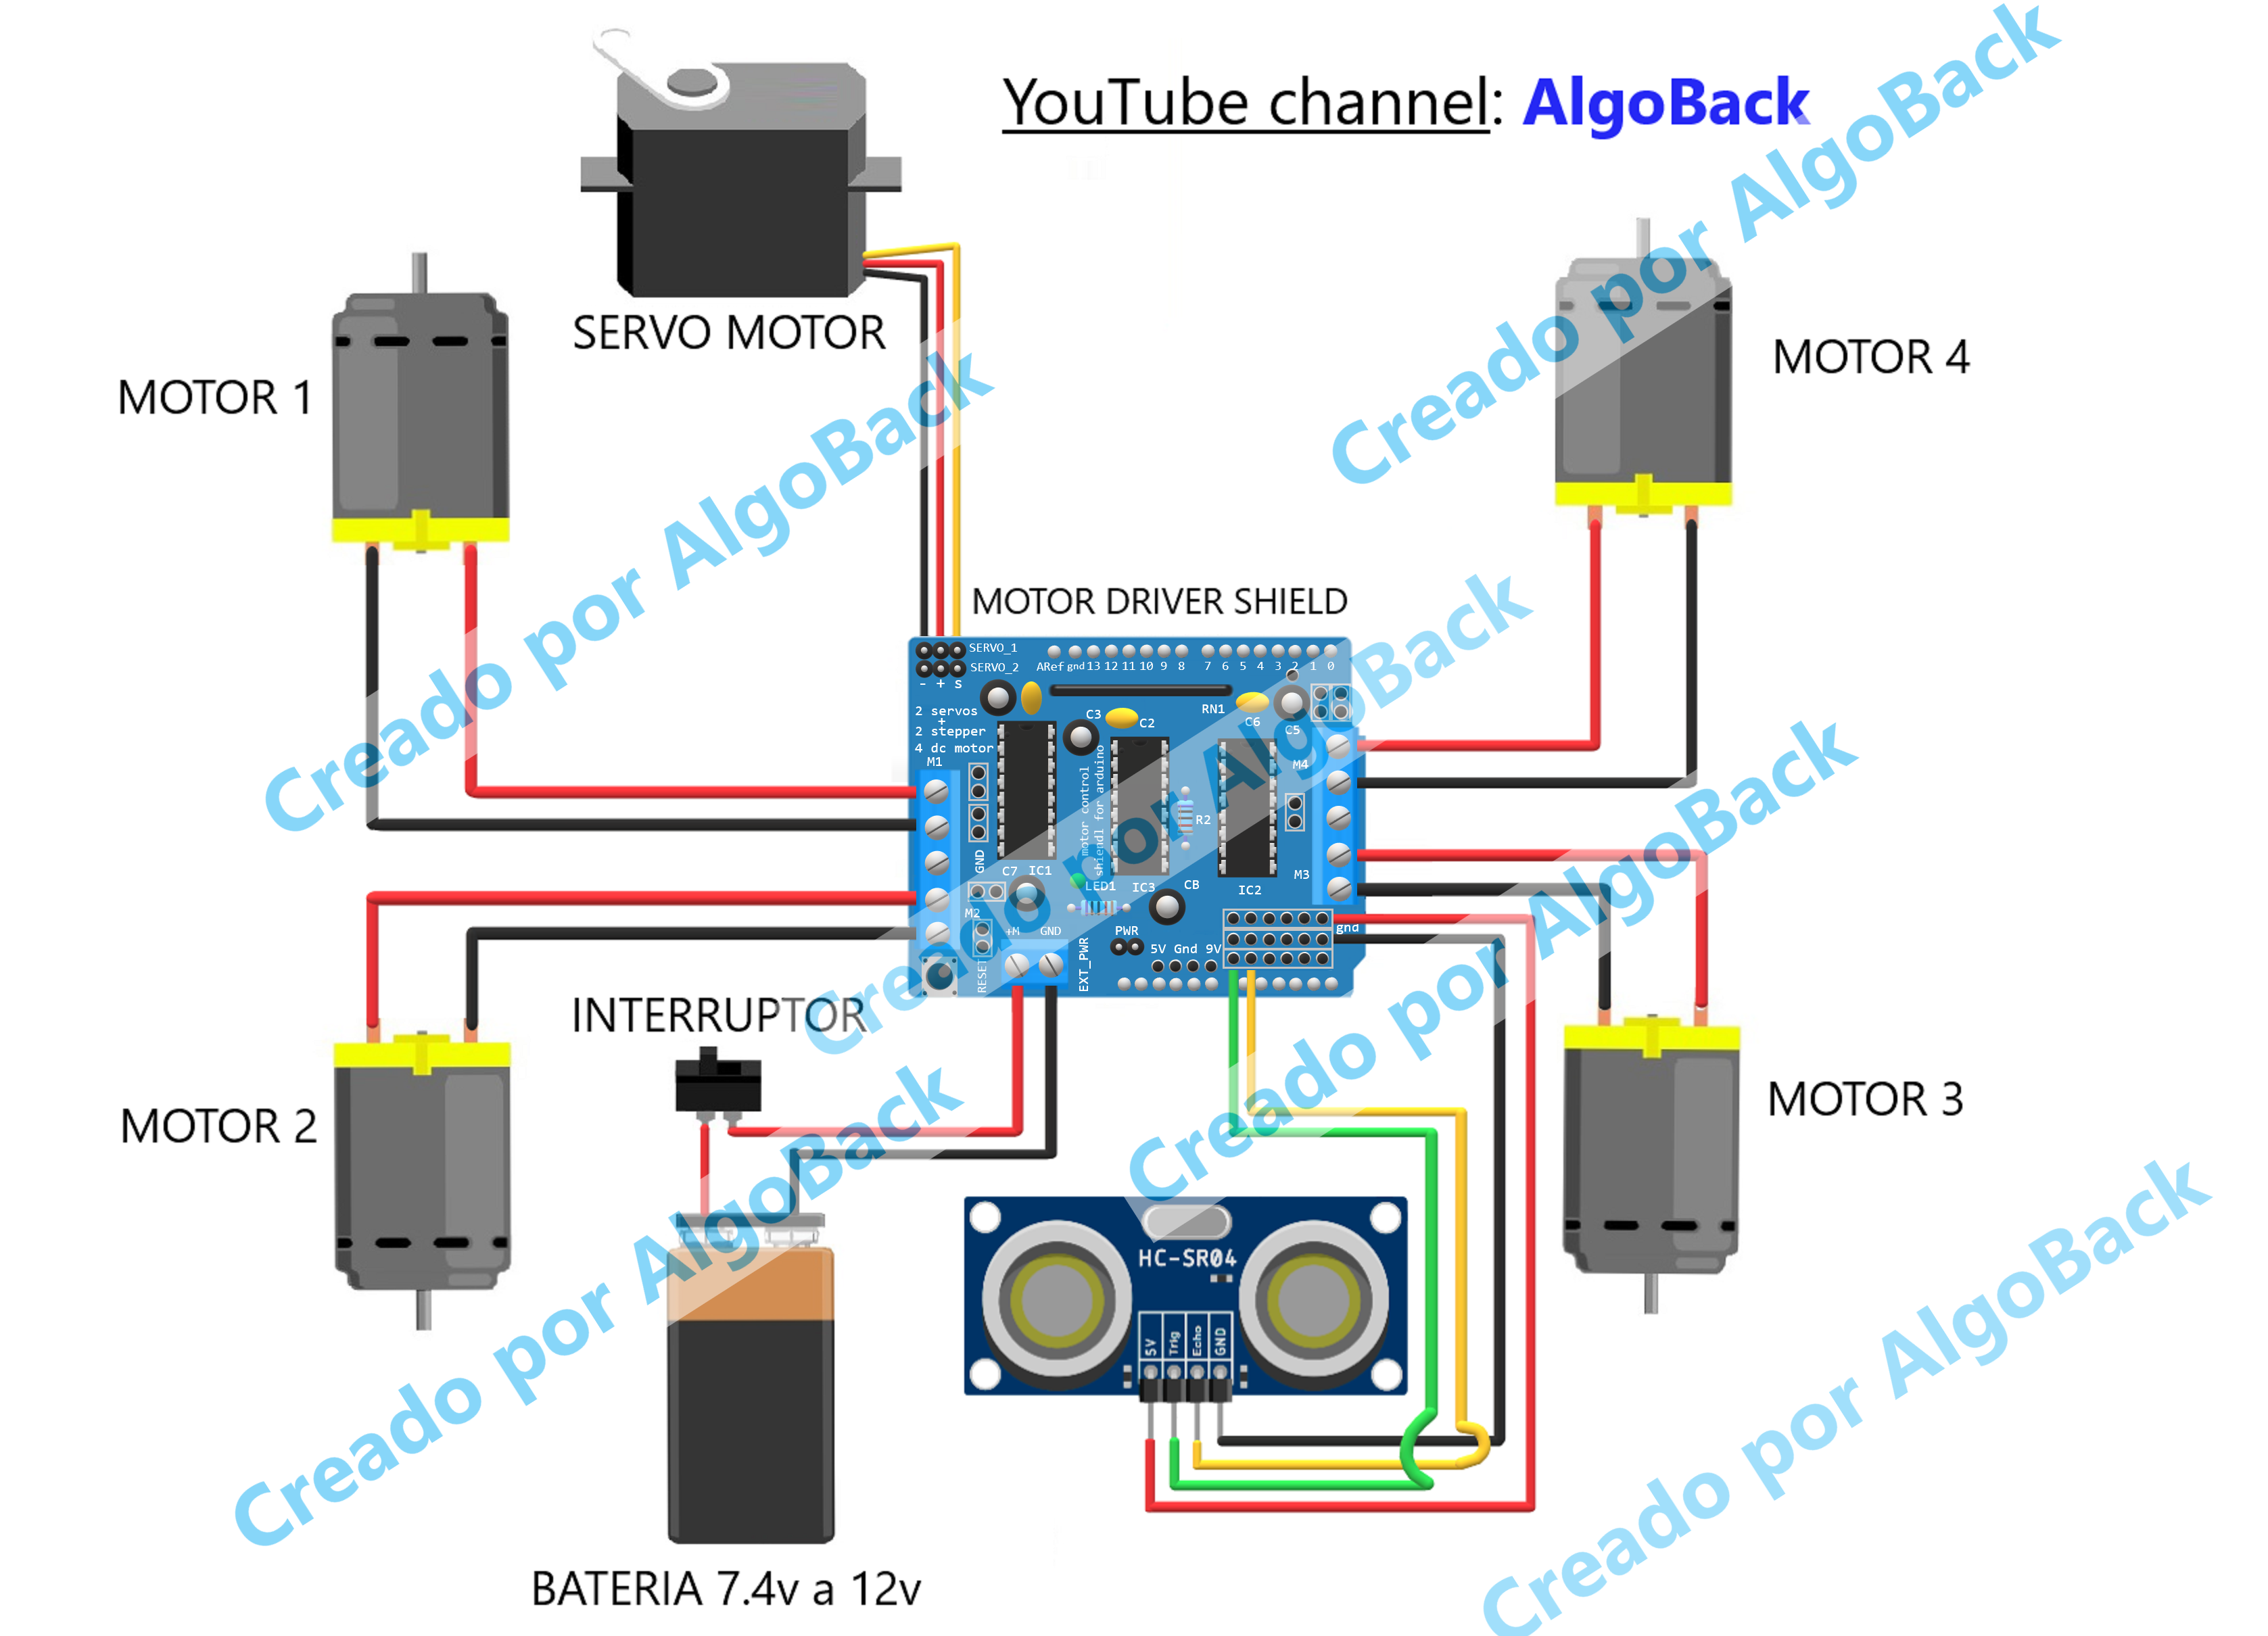 YouTube channel: AlgoBack
SERVO MOTOR
MOTOR 1
MOTOR 4
MOTOR DRIVER SHIELD
SERVO_1
SERVO_2
- + S
ARef gnd 13 12 11 10 9 8 7 6 5 4 3 2 1 0
2 servos
+
2 stepper
4 dc motor
M1
C3
C2
RN1
C6
C5
M4
motor control
shiendl for arduino
R2
GND
C7
IC1
LED1
IC3
CB
IC2
M3
M2
+M
GND
EXT_PWR
PWR
5V Gnd 9V
gnd
RESET
INTERRUPTOR
MOTOR 2
MOTOR 3
HC-SR04
5V
Trig
Echo
GND
BATERIA 7.4v a 12v
Creado por AlgoBack
Creado por AlgoBack
Creado por AlgoBack
Creado por AlgoBack
Creado por AlgoBack
Creado por AlgoBack